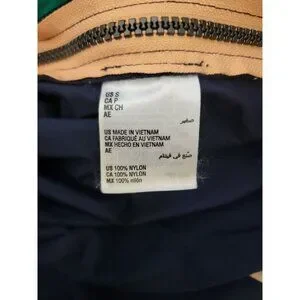 US S
CA P
MX CH
AE
صغير
US MADE IN VIETNAM
CA FABRIQUÉ AU VIETNAM
MX HECHO EN VIETNAM
AE
صنع في فيتنام
US 100% NYLON
CA 100% NYLON
MX 100% nilón